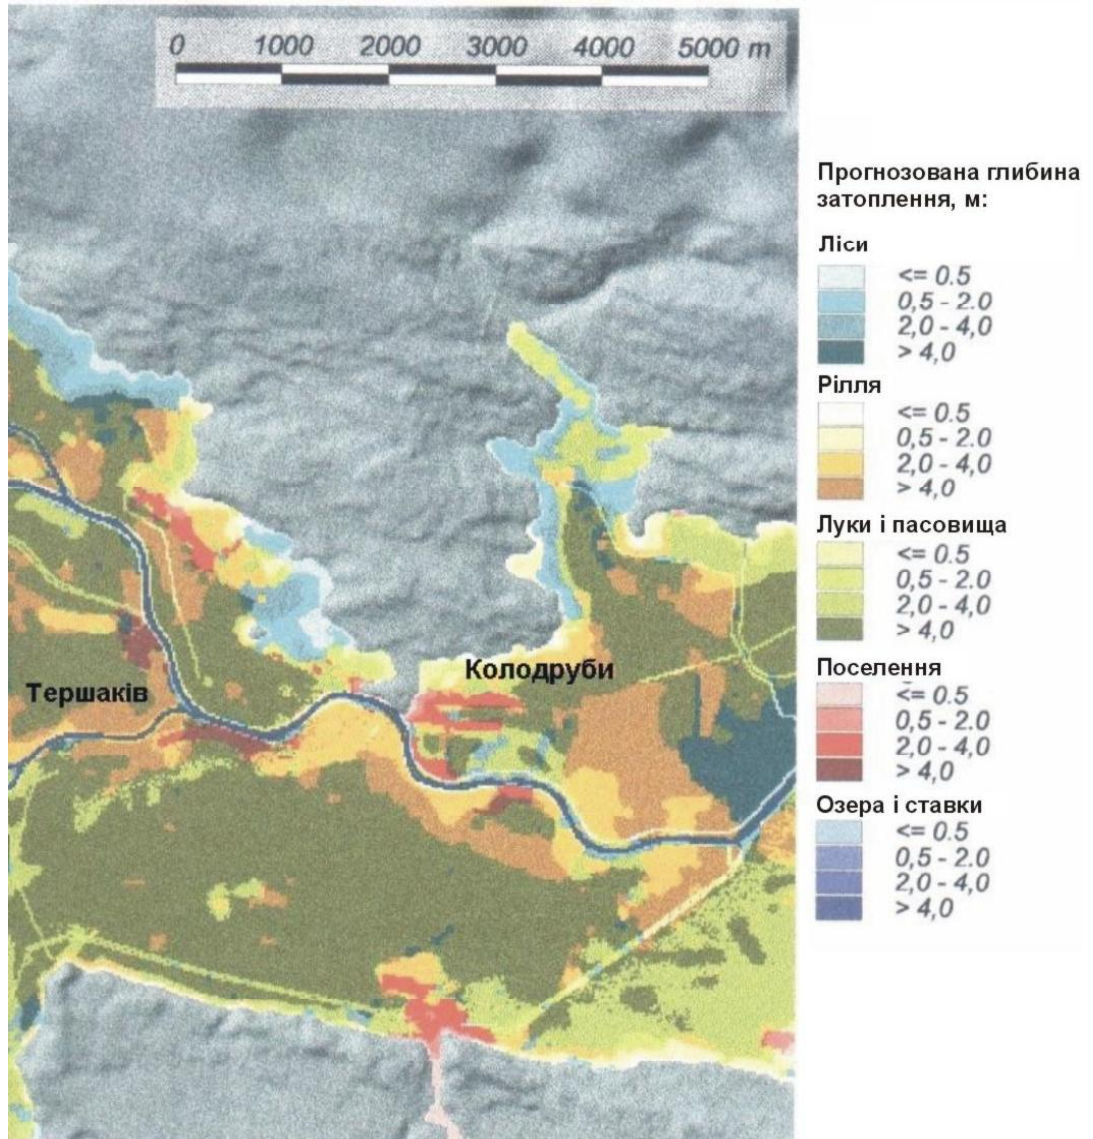 0 1000 2000 3000 4000 5000 m
Прогнозована глибина
затоплення, м:
Ліси
<= 0.5
0,5 - 2.0
2,0 - 4,0
> 4,0
Рілля
<= 0.5
0,5 - 2.0
2,0 - 4,0
> 4,0
Луки і пасовища
<= 0.5
0,5 - 2.0
2,0 - 4,0
> 4,0
Поселення
<= 0.5
0,5 - 2.0
2,0 - 4,0
> 4,0
Озера і ставки
<= 0.5
0,5 - 2.0
2,0 - 4,0
> 4,0
Колодруби
Тершаків